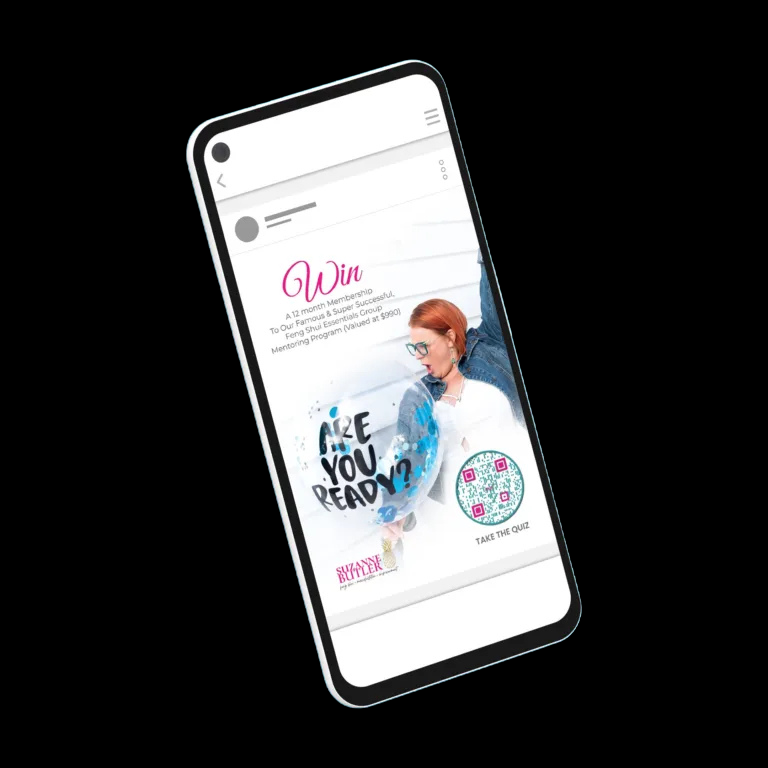 Win
A 12 month Membership
To Our Famous & Super Successful,
Feng Shui Essentials Group
Mentoring Program (Valued at $990)
ARE
YOU
READY?
TAKE THE QUIZ
SUZANNE
BUTLER